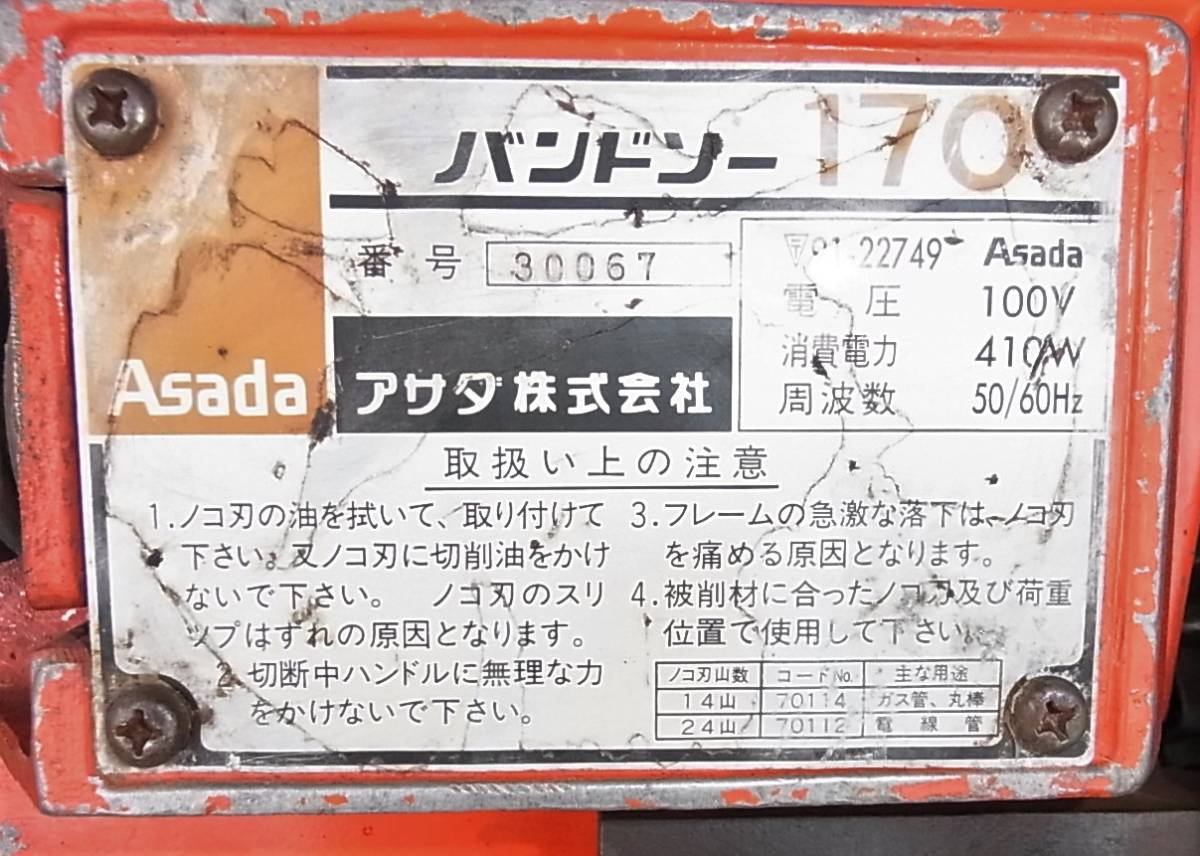 バンドソー 170
番号 30067
Asada
アサダ 株式会社
〒91-22749 Asada
電圧 100V
消費電力 410W
周波数 50/60Hz
取扱い上の注意
1.ノコ刃の油を拭いて、取り付けて
下さい。又ノコ刃に切削油をかけ
ないで下さい。 ノコ刃のスリ
ップはずれの原因となります。
2.切断中ハンドルに無理な力
をかけないで下さい。
3.フレームの急激な落下は、ノコ刃
を痛める原因となります。
4.被削材に合ったノコ刃及び荷重
位置で使用して下さい。
ノコ刃山数 コードNo. 主な用途
14山 70114 ガス管、丸棒
24山 70112 電線管